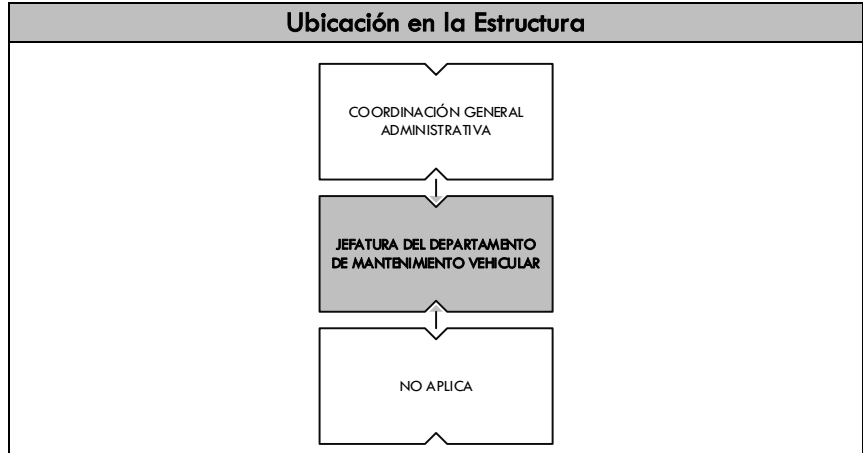 Ubicación en la Estructura
COORDINACIÓN GENERAL
ADMINISTRATIVA
JEFATURA DEL DEPARTAMENTO
DE MANTENIMIENTO VEHICULAR
NO APLICA